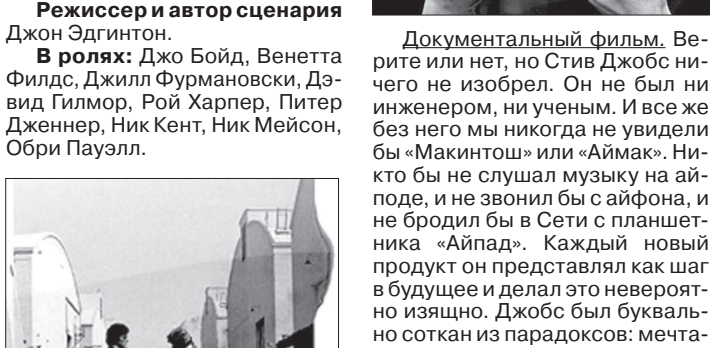 Режиссер и автор сценария
Джон Эдгинтон.
В ролях: Джо Бойд, Венетта
Филдс, Джилл Фурмановски, Дэ-
вид Гилмор, Рой Харпер, Питер
Дженнер, Ник Кент, Ник Мейсон,
Обри Пауэлл.
Документальный фильм. Ве-
рите или нет, но Стив Джобс ни-
чего не изобрел. Он не был ни
инженером, ни ученым. И все же
без него мы никогда не увидели
бы «Макинтош» или «Аймак». Ни-
кто бы не слушал музыку на ай-
поде, и не звонил бы с айфона, и
не бродил бы в Сети с планшет-
ника «Айпад». Каждый новый
продукт он представлял как шаг
в будущее и делал это невероят-
но изящно. Джобс был букваль-
но соткан из парадоксов: мечта-